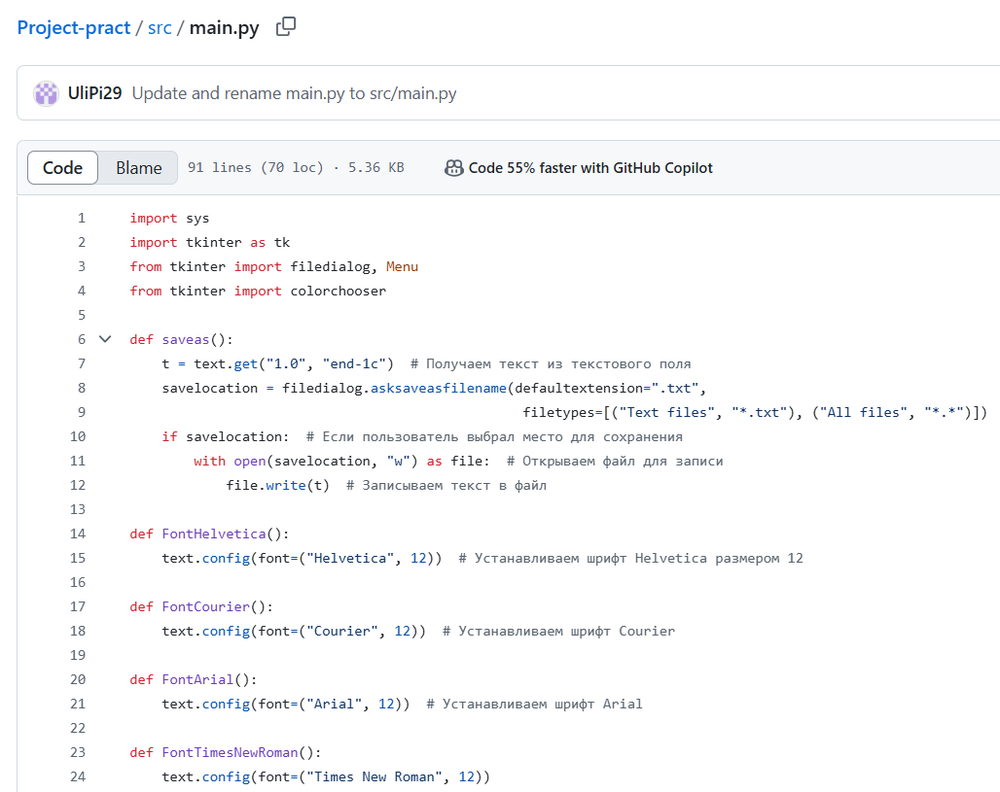 Project-pract / src / main.py
UliPi29 Update and rename main.py to src/main.py
Code Blame 91 lines (70 loc) · 5.36 KB Code 55% faster with GitHub Copilot
1 import sys
2 import tkinter as tk
3 from tkinter import filedialog, Menu
4 from tkinter import colorchooser
5
6 def saveas():
7 t = text.get("1.0", "end-1c") # Получаем текст из текстового поля
8 savelocation = filedialog.asksaveasfilename(defaultextension=".txt",
9 filetypes=[("Text files", "*.txt"), ("All files", "*.*")])
10 if savelocation: # Если пользователь выбрал место для сохранения
11 with open(savelocation, "w") as file: # Открываем файл для записи
12 file.write(t) # Записываем текст в файл
13
14 def FontHelvetica():
15 text.config(font=("Helvetica", 12)) # Устанавливаем шрифт Helvetica размером 12
16
17 def FontCourier():
18 text.config(font=("Courier", 12)) # Устанавливаем шрифт Courier
19
20 def FontArial():
21 text.config(font=("Arial", 12)) # Устанавливаем шрифт Arial
22
23 def FontTimesNewRoman():
24 text.config(font=("Times New Roman", 12))